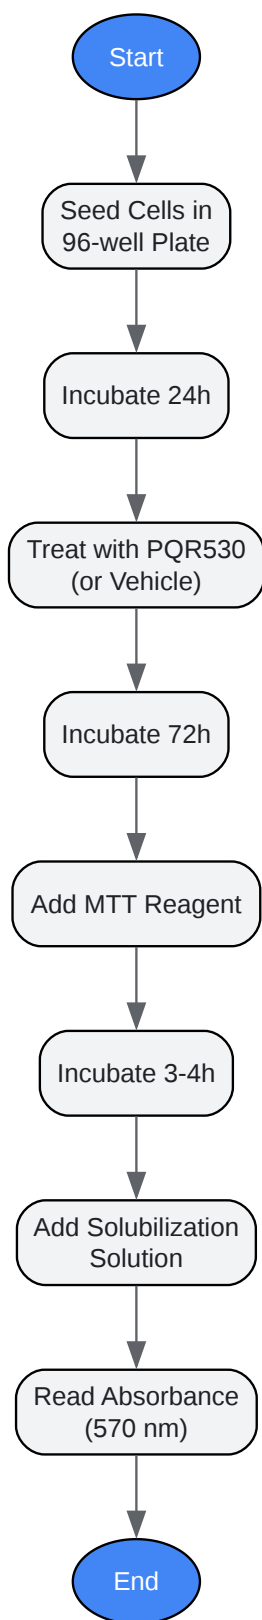 Start
Seed Cells in
96-well Plate
Incubate 24h
Treat with PQR530
(or Vehicle)
Incubate 72h
Add MTT Reagent
Incubate 3-4h
Add Solubilization
Solution
Read Absorbance
(570 nm)
End